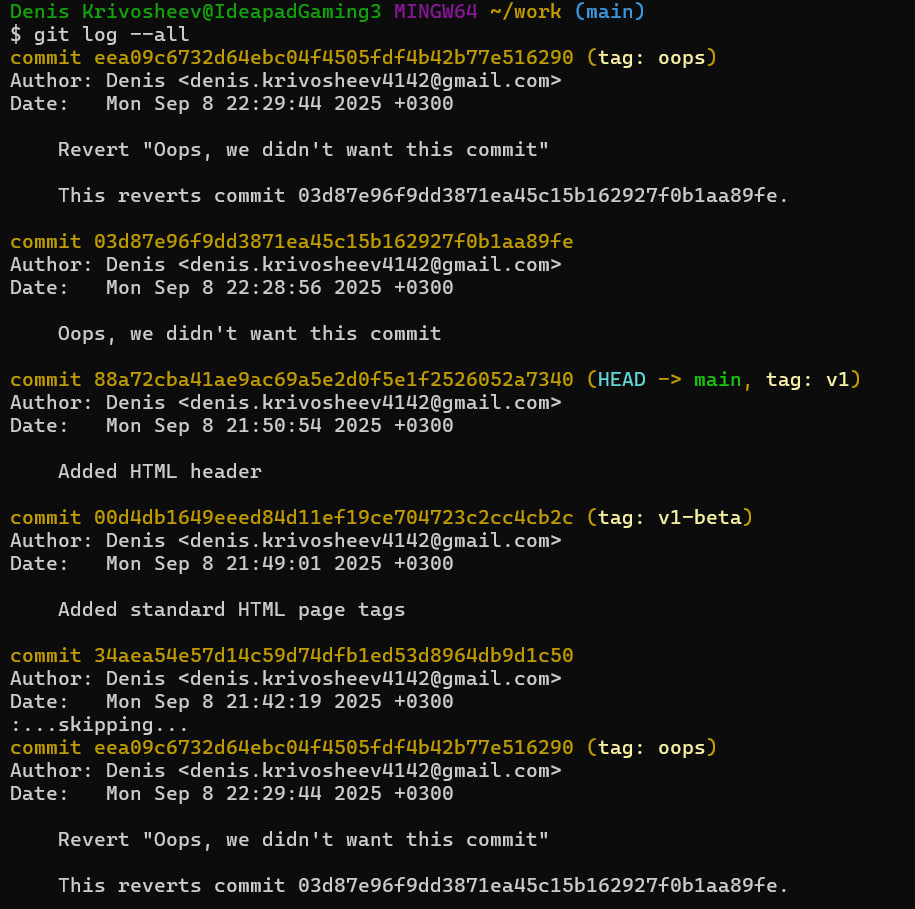 Denis Krivosheev@IdeapadGaming3 MINGW64 ~/work (main)
$ git log --all
commit eea09c6732d64ebc04f4505fdf4b42b77e516290 (tag: oops)
Author: Denis <denis.krivosheev4142@gmail.com>
Date:   Mon Sep 8 22:29:44 2025 +0300

    Revert "Oops, we didn't want this commit"

    This reverts commit 03d87e96f9dd3871ea45c15b162927f0b1aa89fe.

commit 03d87e96f9dd3871ea45c15b162927f0b1aa89fe
Author: Denis <denis.krivosheev4142@gmail.com>
Date:   Mon Sep 8 22:28:56 2025 +0300

    Oops, we didn't want this commit

commit 88a72cba41ae9ac69a5e2d0f5e1f2526052a7340 (HEAD -> main, tag: v1)
Author: Denis <denis.krivosheev4142@gmail.com>
Date:   Mon Sep 8 21:50:54 2025 +0300

    Added HTML header

commit 00d4db1649eeed84d11ef19ce704723c2cc4cb2c (tag: v1-beta)
Author: Denis <denis.krivosheev4142@gmail.com>
Date:   Mon Sep 8 21:49:01 2025 +0300

    Added standard HTML page tags

commit 34aea54e57d14c59d74dfb1ed53d8964db9d1c50
Author: Denis <denis.krivosheev4142@gmail.com>
Date:   Mon Sep 8 21:42:19 2025 +0300
:...skipping...
commit eea09c6732d64ebc04f4505fdf4b42b77e516290 (tag: oops)
Author: Denis <denis.krivosheev4142@gmail.com>
Date:   Mon Sep 8 22:29:44 2025 +0300

    Revert "Oops, we didn't want this commit"

    This reverts commit 03d87e96f9dd3871ea45c15b162927f0b1aa89fe.